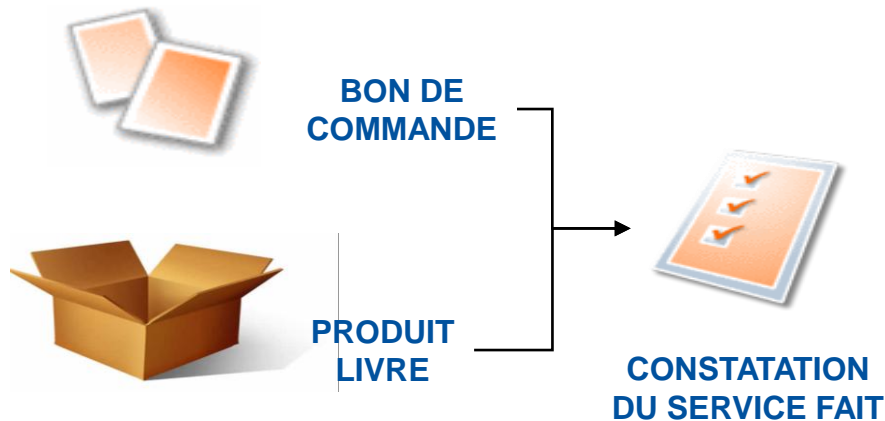 BON DE
COMMANDE
PRODUIT
LIVRE
CONSTATATION
DU SERVICE FAIT